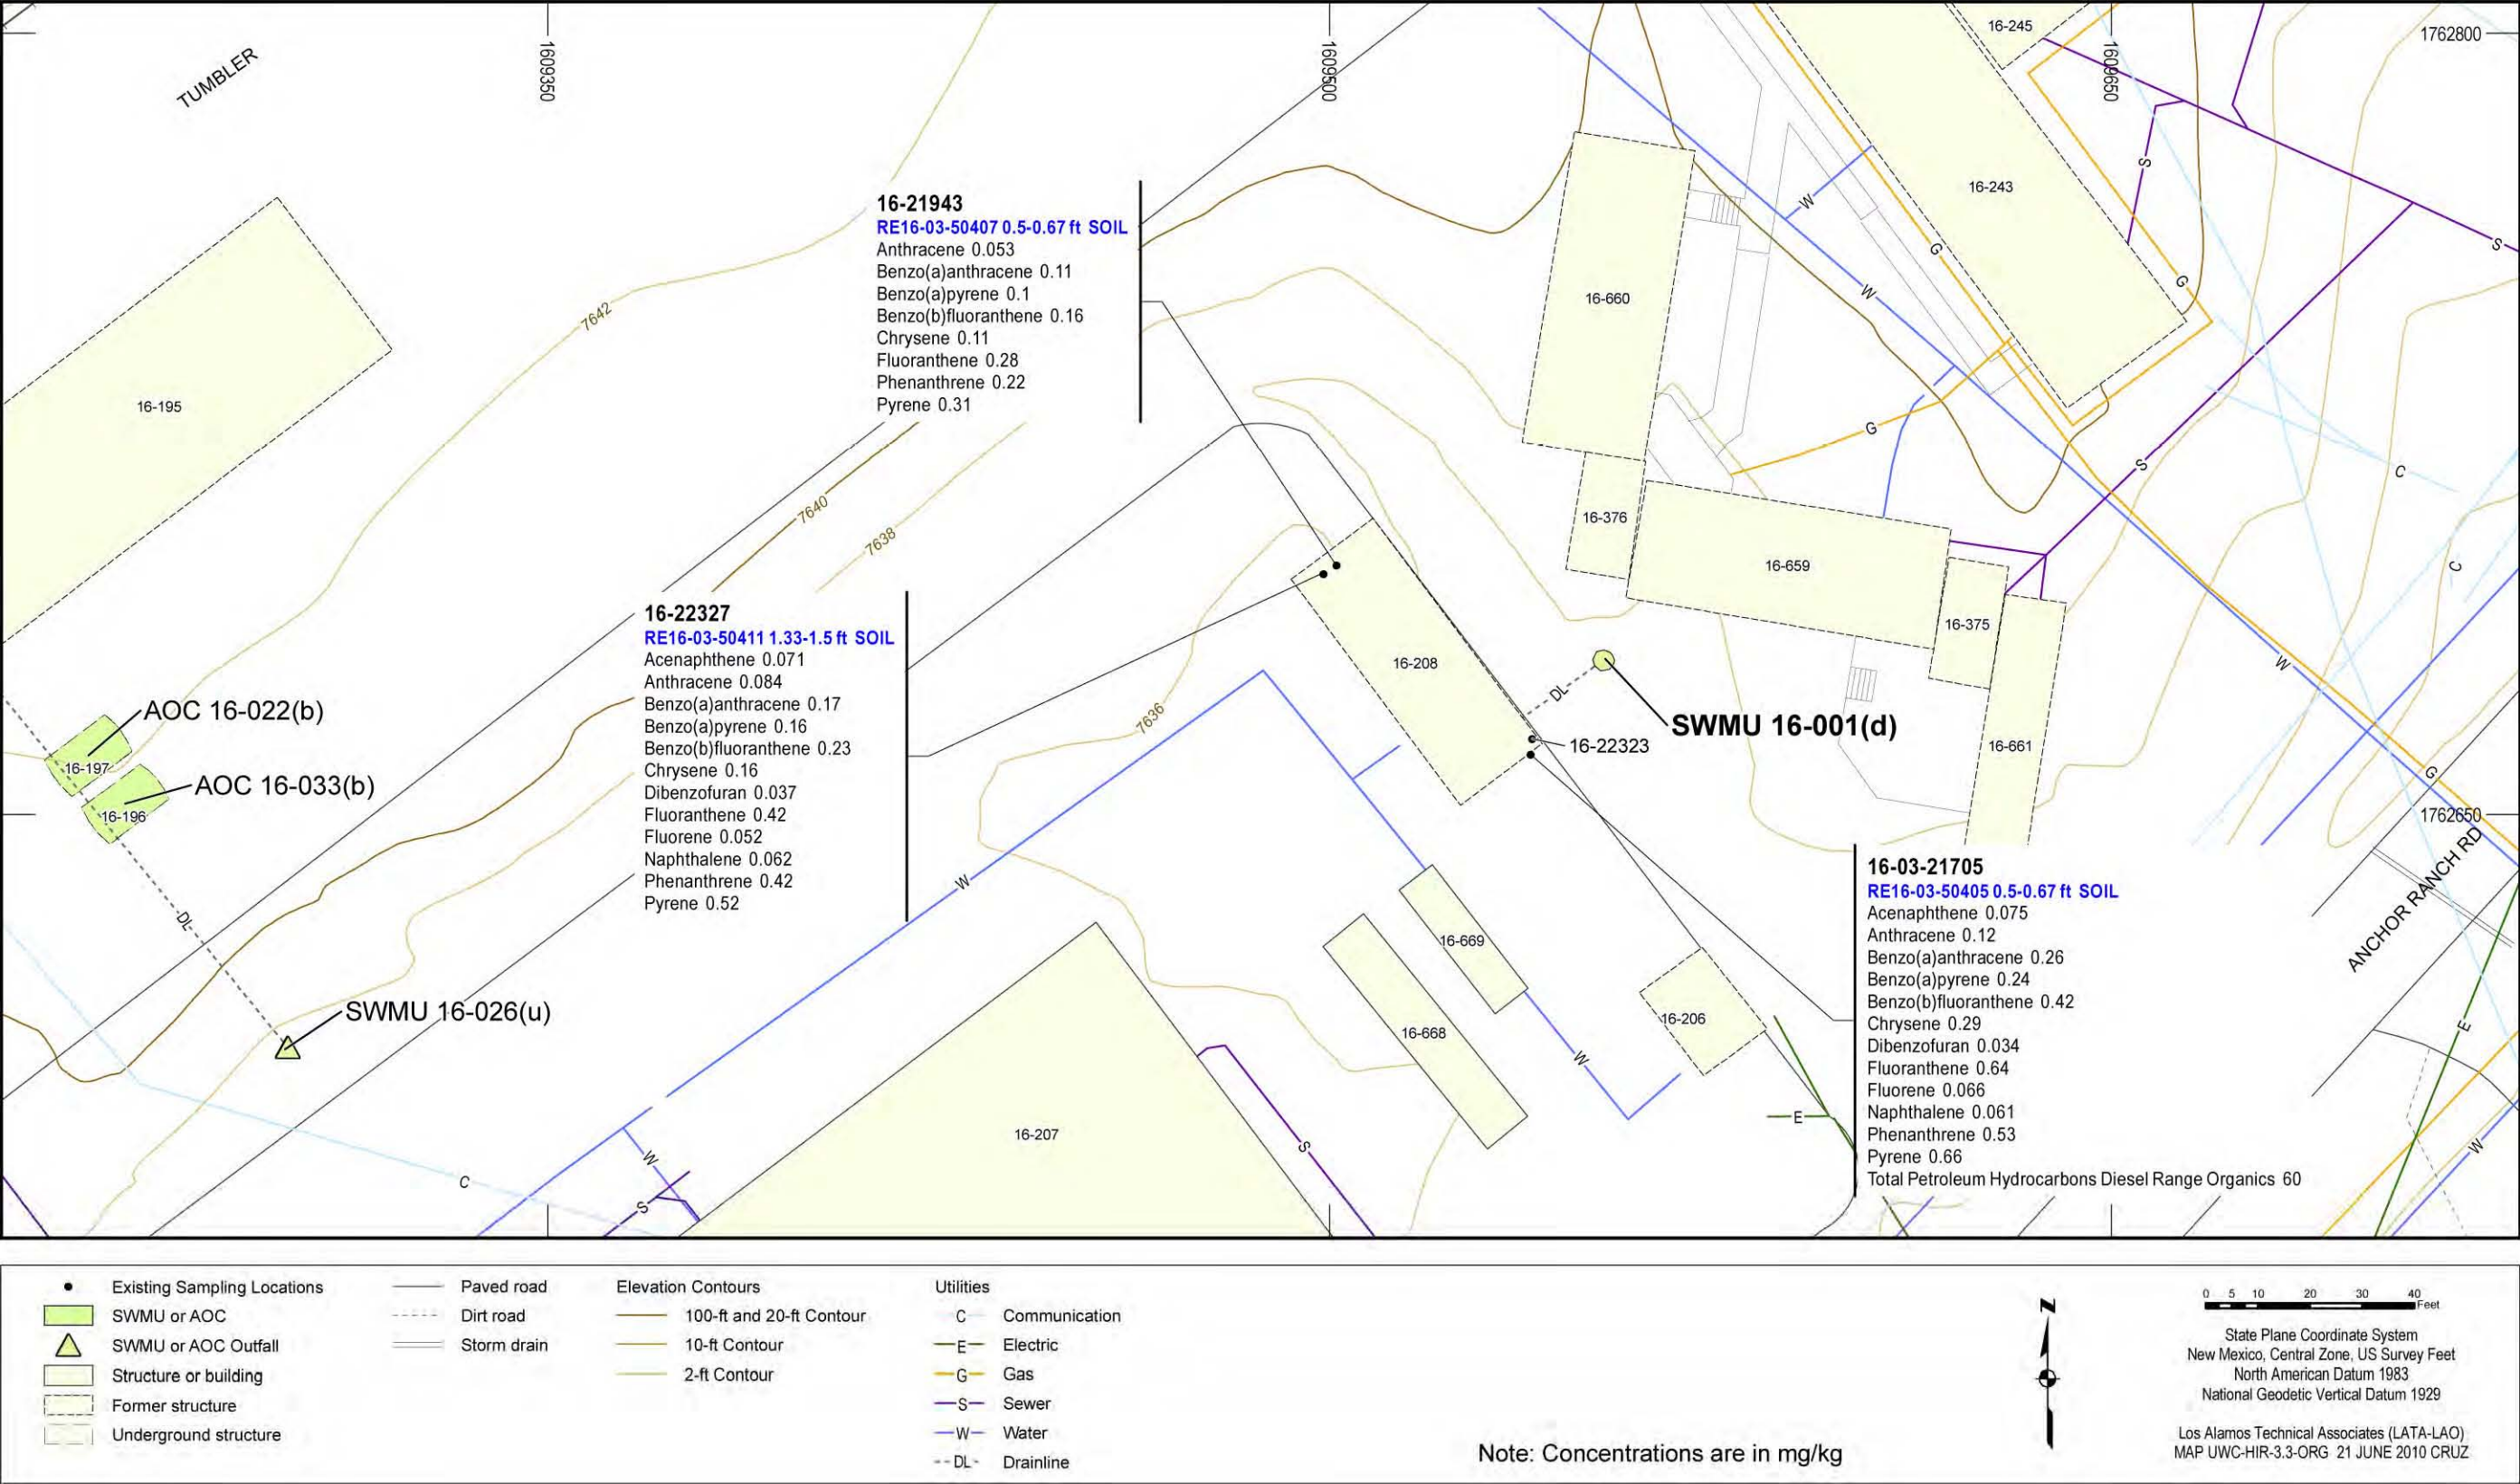 TUMBLER
1609350
1609500
1609650
1762800
16-245
16-243
16-195
7642
16-21943
RE16-03-50407 0.5-0.67 ft SOIL
Anthracene 0.053
Benzo(a)anthracene 0.11
Benzo(a)pyrene 0.1
Benzo(b)fluoranthene 0.16
Chrysene 0.11
Fluoranthene 0.28
Phenanthrene 0.22
Pyrene 0.31
16-660
W
G
W
G
S
S
G
S
C
C
7640
7638
16-376
16-659
16-375
16-661
16-208
DL
SWMU 16-001(d)
16-22323
7636
W
G
1762650
ANCHOR RANCH RD
16-22327
RE16-03-50411 1.33-1.5 ft SOIL
Acenaphthene 0.071
Anthracene 0.084
Benzo(a)anthracene 0.17
Benzo(a)pyrene 0.16
Benzo(b)fluoranthene 0.23
Chrysene 0.16
Dibenzofuran 0.037
Fluoranthene 0.42
Fluorene 0.052
Naphthalene 0.062
Phenanthrene 0.42
Pyrene 0.52
AOC 16-022(b)
16-197
AOC 16-033(b)
16-196
DL
SWMU 16-026(u)
W
16-669
16-668
16-206
W
E
16-207
S
W
S
C
16-03-21705
RE16-03-50405 0.5-0.67 ft SOIL
Acenaphthene 0.075
Anthracene 0.12
Benzo(a)anthracene 0.26
Benzo(a)pyrene 0.24
Benzo(b)fluoranthene 0.42
Chrysene 0.29
Dibenzofuran 0.034
Fluoranthene 0.64
Fluorene 0.066
Naphthalene 0.061
Phenanthrene 0.53
Pyrene 0.66
Total Petroleum Hydrocarbons Diesel Range Organics 60
E
W
Existing Sampling Locations
SWMU or AOC
SWMU or AOC Outfall
Structure or building
Former structure
Underground structure
Paved road
Dirt road
Storm drain
Elevation Contours
100-ft and 20-ft Contour
10-ft Contour
2-ft Contour
Utilities
C Communication
E Electric
G Gas
S Sewer
W Water
DL Drainline
Note: Concentrations are in mg/kg
N
0 5 10 20 30 40
Feet
State Plane Coordinate System
New Mexico, Central Zone, US Survey Feet
North American Datum 1983
National Geodetic Vertical Datum 1929
Los Alamos Technical Associates (LATA-LAO)
MAP UWC-HIR-3.3-ORG 21 JUNE 2010 CRUZ